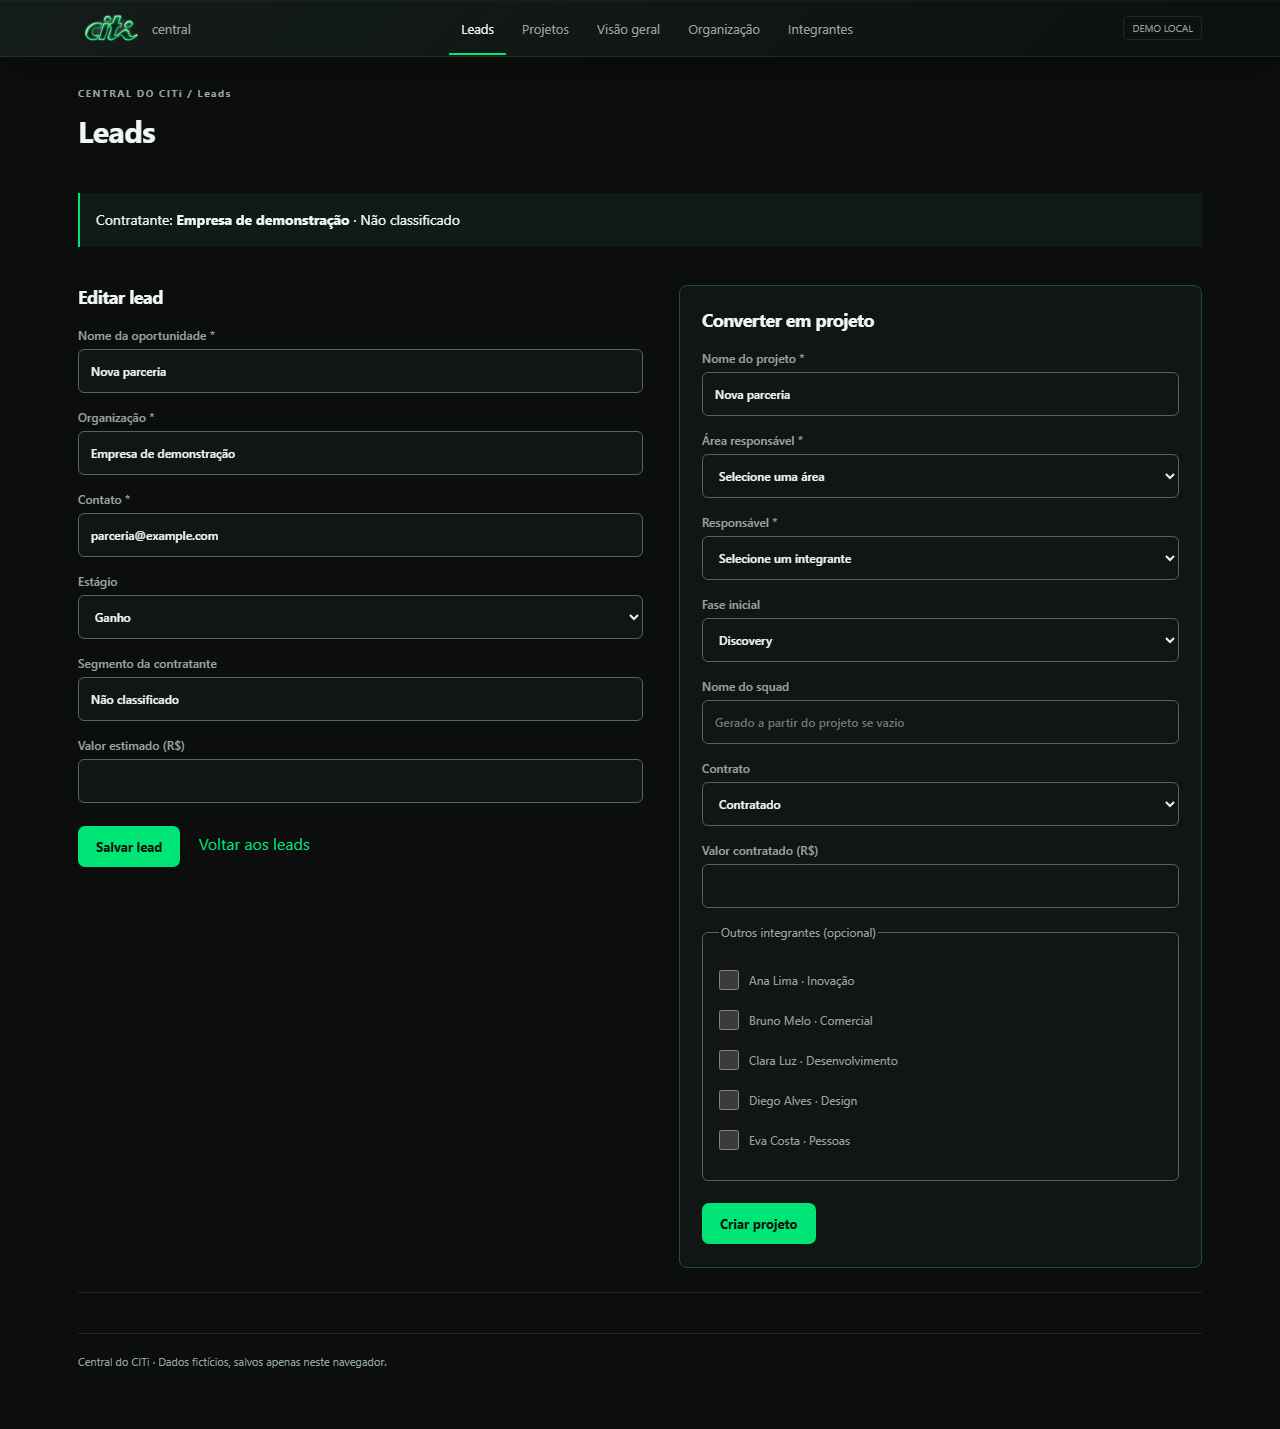 citi central
Leads
Projetos
Visão geral
Organização
Integrantes
DEMO LOCAL
CENTRAL DO CITi / Leads
Leads
Contratante: Empresa de demonstração · Não classificado
Editar lead
Nome da oportunidade *
Nova parceria
Organização *
Empresa de demonstração
Contato *
parceria@example.com
Estágio
Ganho
Segmento da contratante
Não classificado
Valor estimado (R$)
Salvar lead
Voltar aos leads
Converter em projeto
Nome do projeto *
Nova parceria
Área responsável *
Selecione uma área
Responsável *
Selecione um integrante
Fase inicial
Discovery
Nome do squad
Gerado a partir do projeto se vazio
Contrato
Contratado
Valor contratado (R$)
Outros integrantes (opcional)
Ana Lima · Inovação
Bruno Melo · Comercial
Clara Luz · Desenvolvimento
Diego Alves · Design
Eva Costa · Pessoas
Criar projeto
Central do CITi · Dados fictícios, salvos apenas neste navegador.